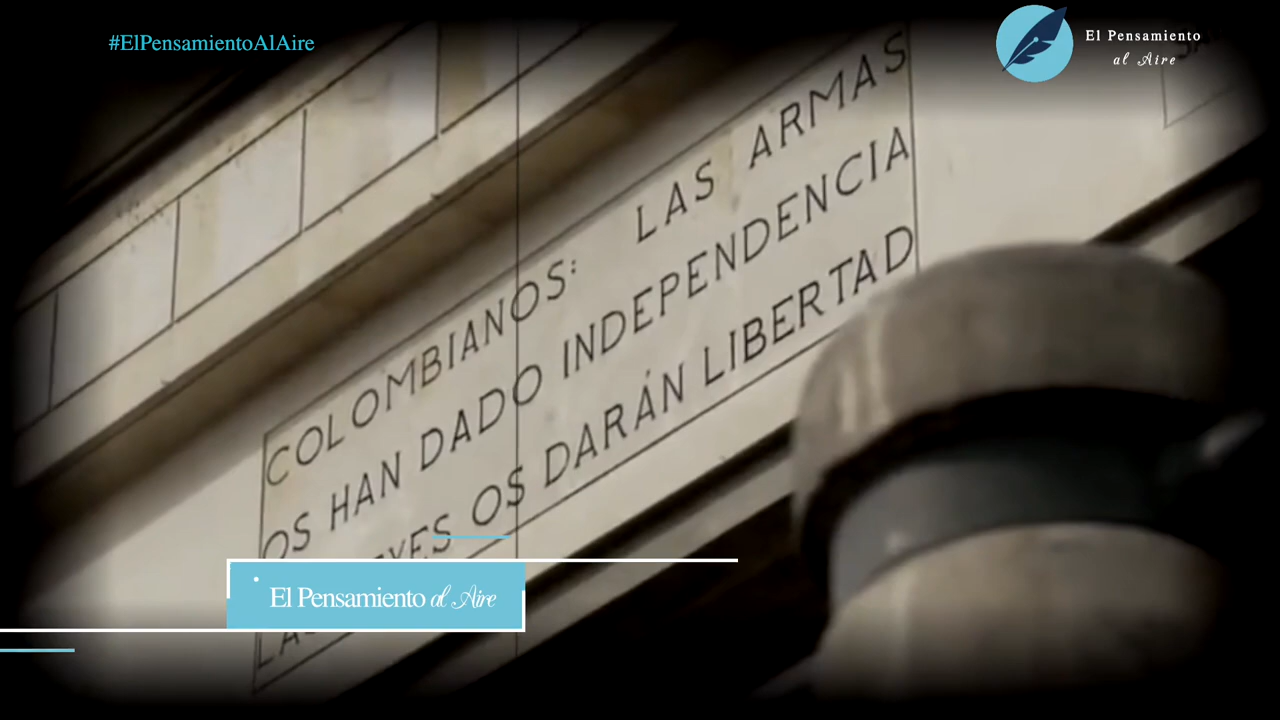 #ElPensamientoAlAire
El Pensamiento
al Aire
COLOMBIANOS: LAS ARMAS
OS HAN DADO INDEPENDENCIA
OS DARÁN LIBERTAD
El Pensamiento al Aire